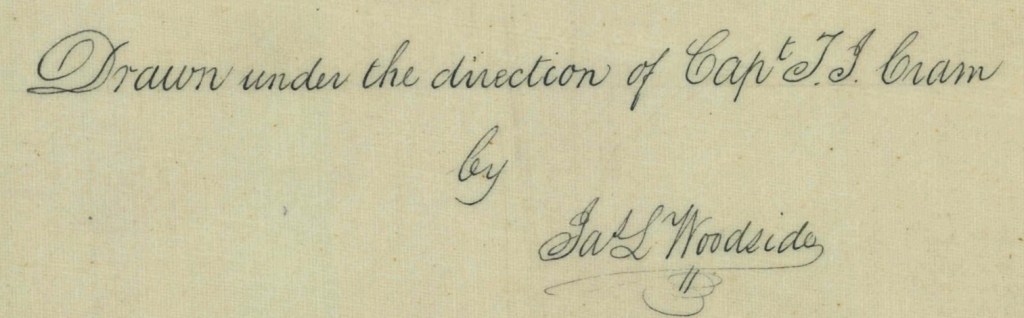 Drawn under the direction of Capt. T. J. Cram
by
Jas L Woodside